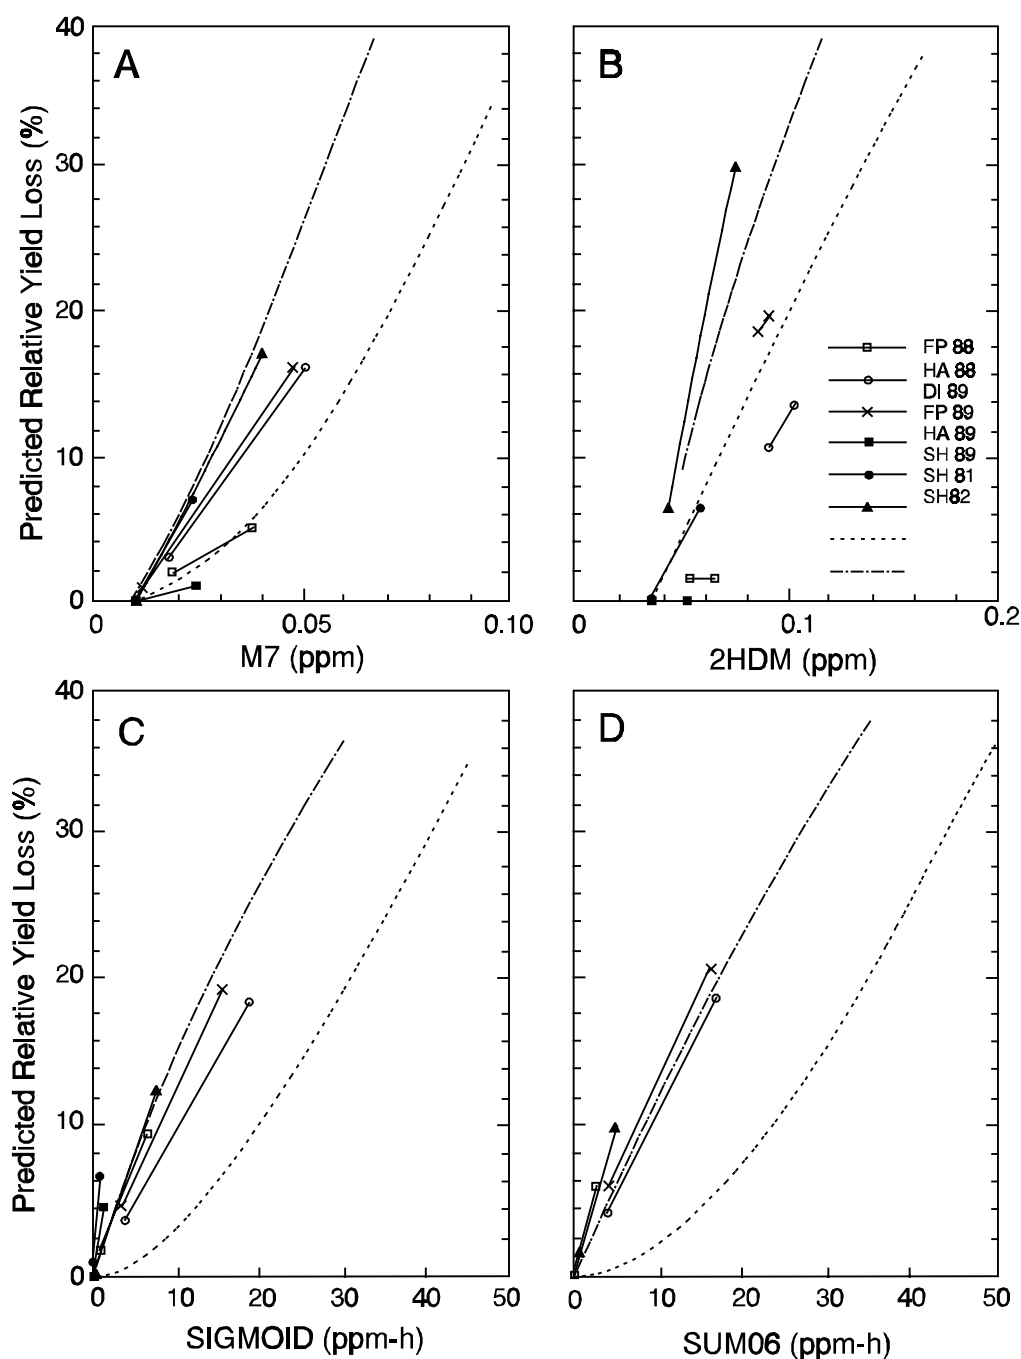 A
B
40
30
20
10
0
Predicted Relative Yield Loss (%)
0 0.05 0.10
M7 (ppm)
0 0.1 0.2
2HDM (ppm)
FP 88
HA 88
DI 89
FP 89
HA 89
SH 89
SH 81
SH82
C
D
40
30
20
10
0
Predicted Relative Yield Loss (%)
0 10 20 30 40 50
SIGMOID (ppm-h)
0 10 20 30 40 50
SUM06 (ppm-h)